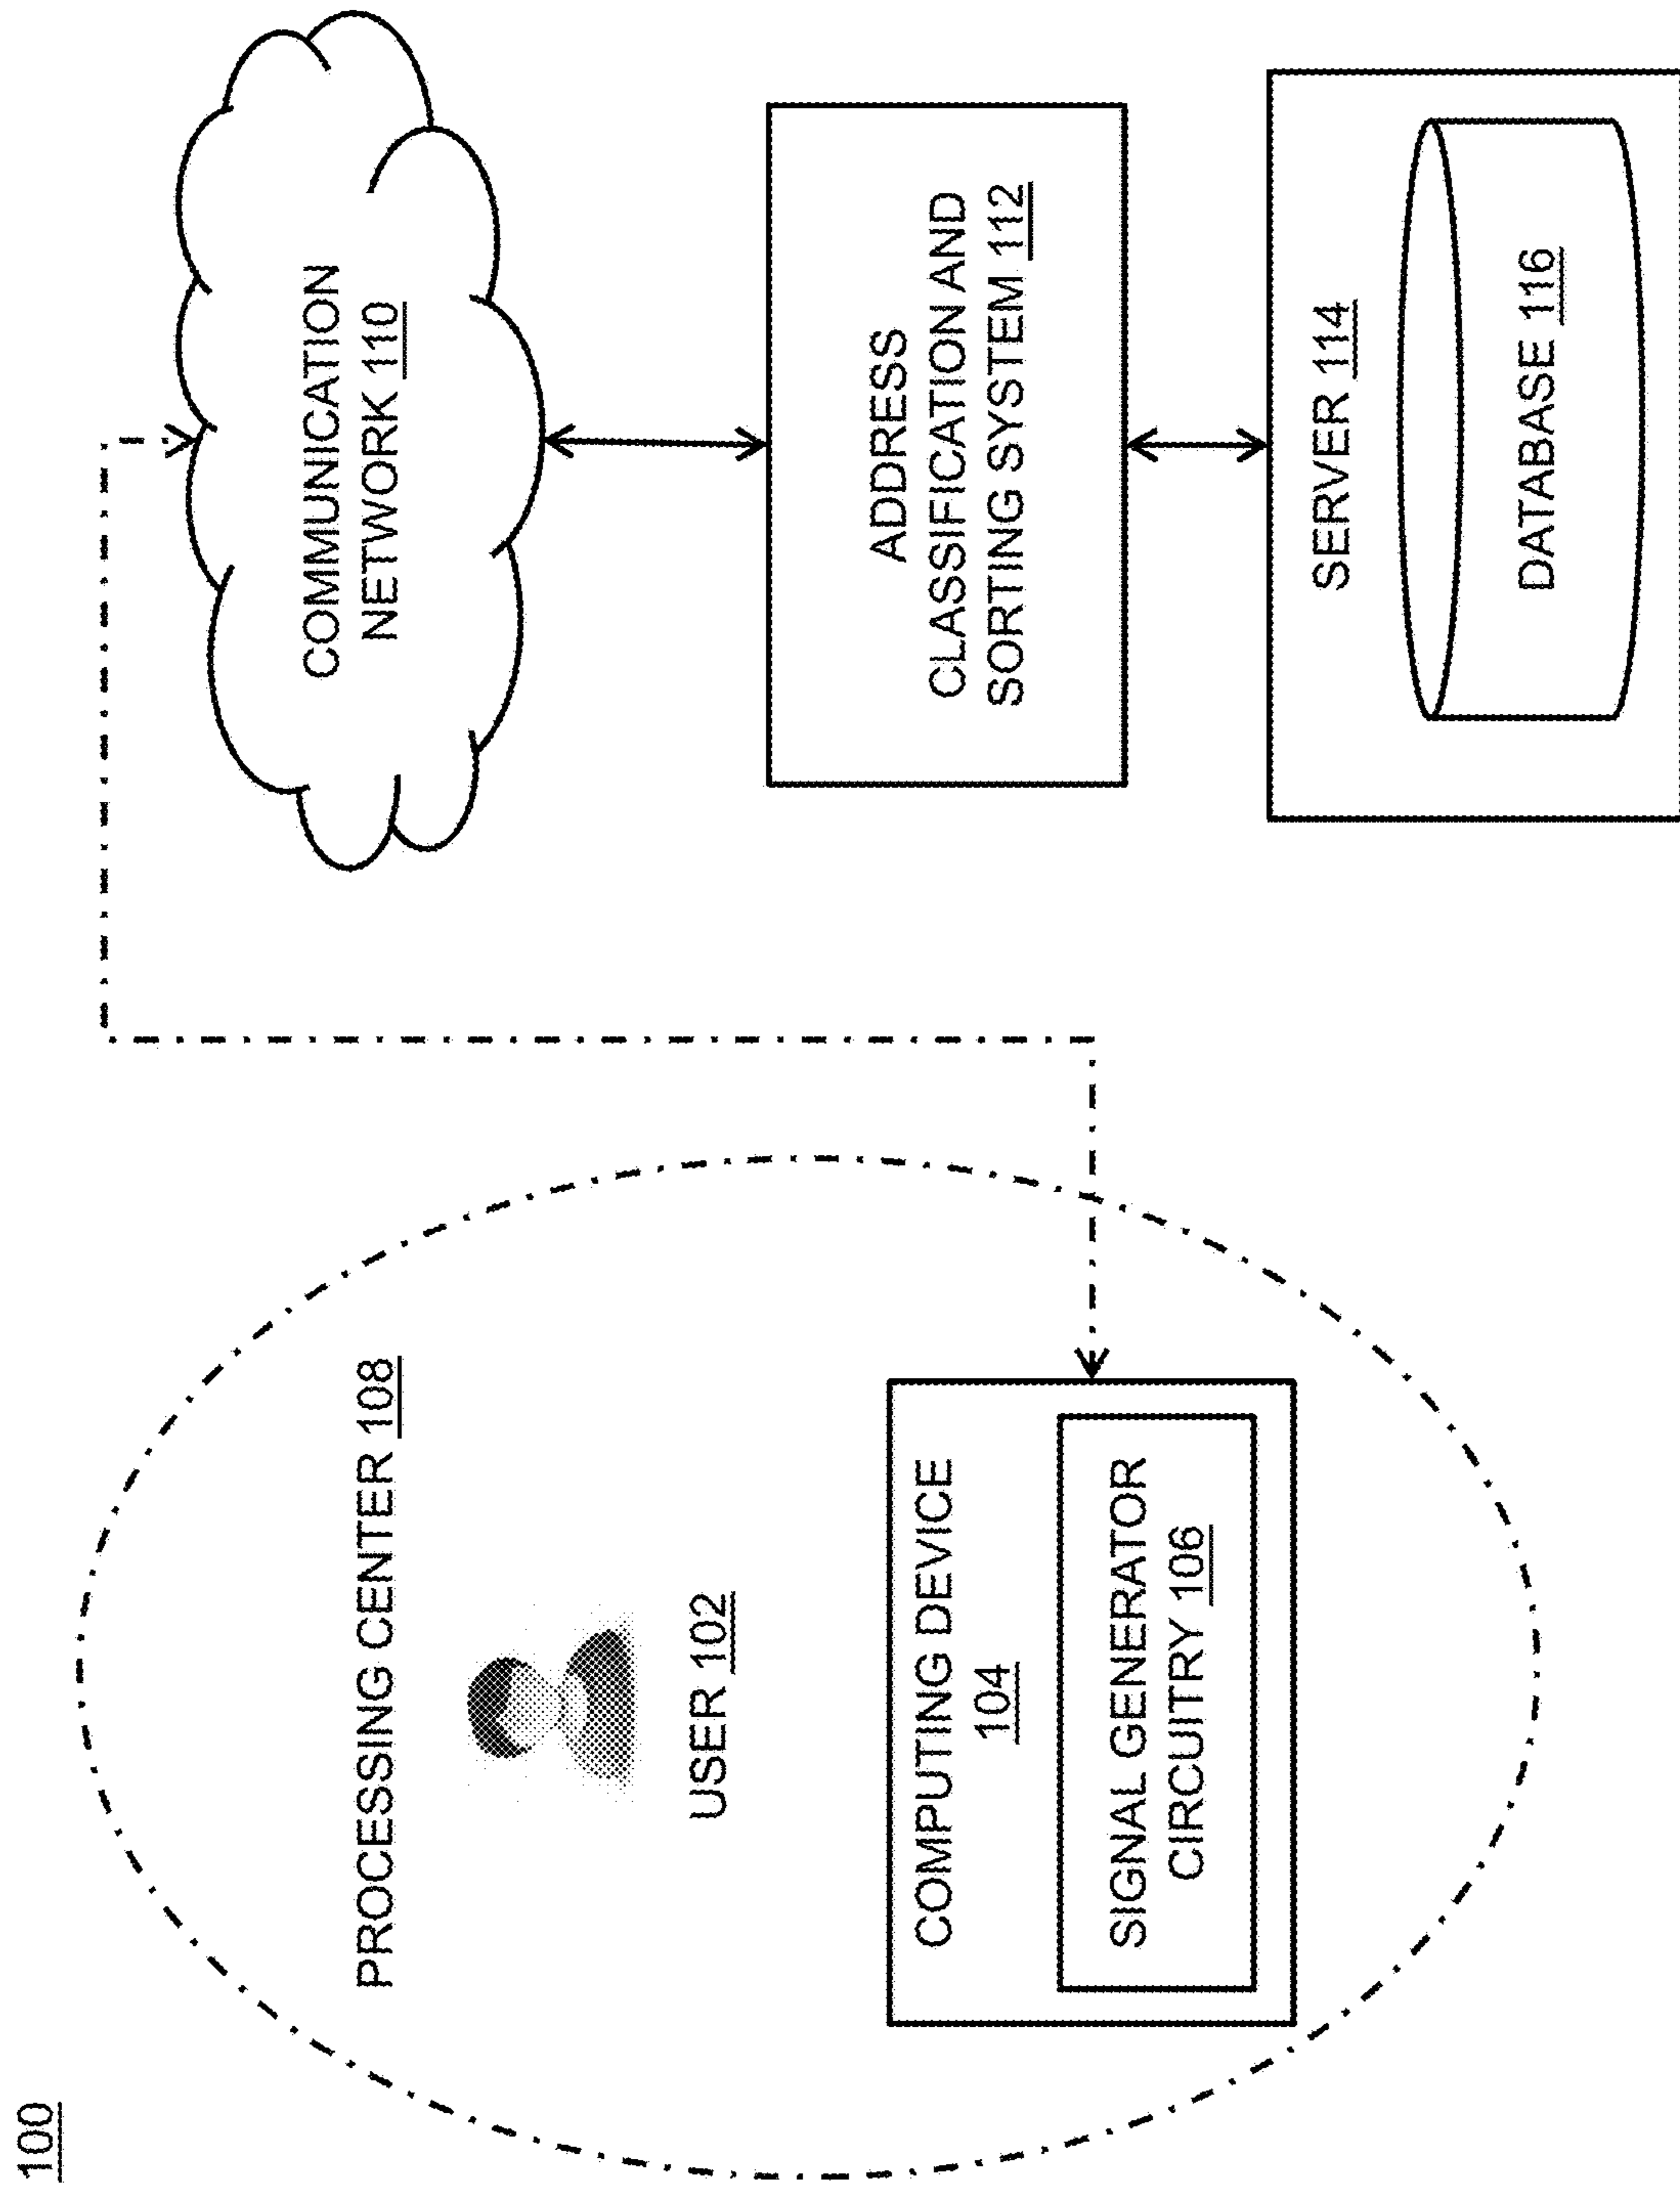 100
PROCESSING CENTER 108
USER 102
COMPUTING DEVICE
104
SIGNAL GENERATOR
CIRCUITRY 106
COMMUNICATION
NETWORK 110
ADDRESS
CLASSIFICATION AND
SORTING SYSTEM 112
SERVER 114
DATABASE 116